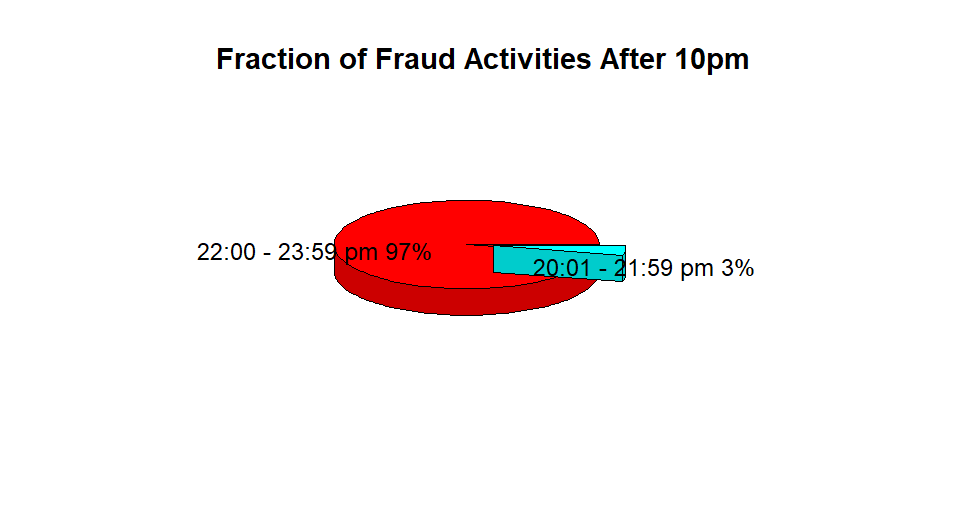 Fraction of Fraud Activities After 10pm
22:00 - 23:59 pm 97%
20:01 - 21:59 pm 3%